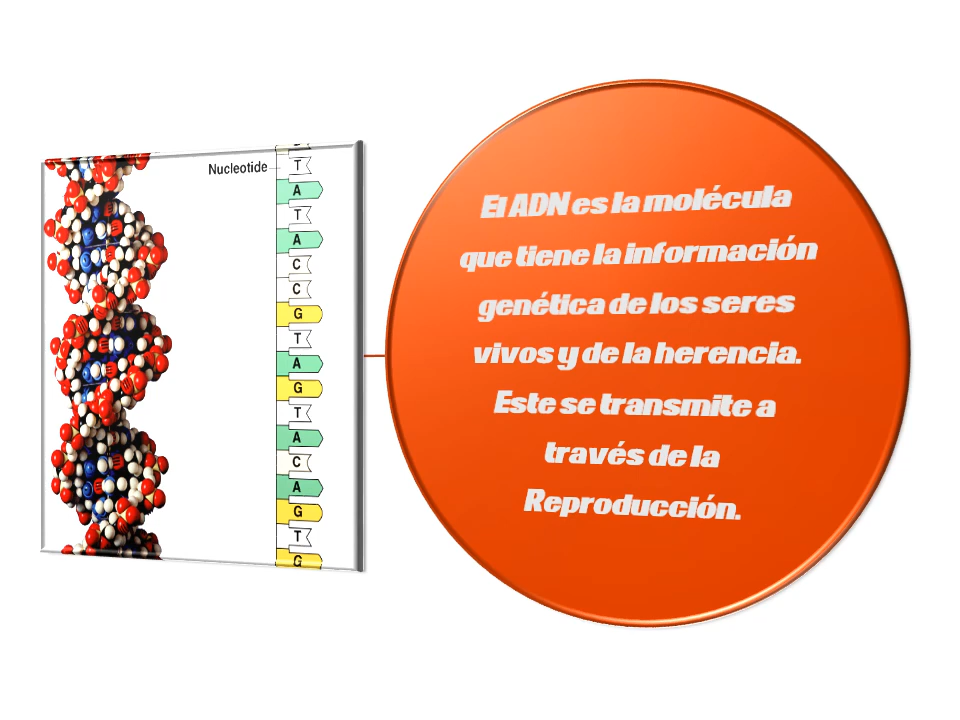 Nucleotide
T
A
T
A
C
C
G
T
A
G
T
A
C
A
G
T
G
El ADN es la molécula
que tiene la información
genética de los seres
vivos y de la herencia.
Este se transmite a
través de la
Reproducción.